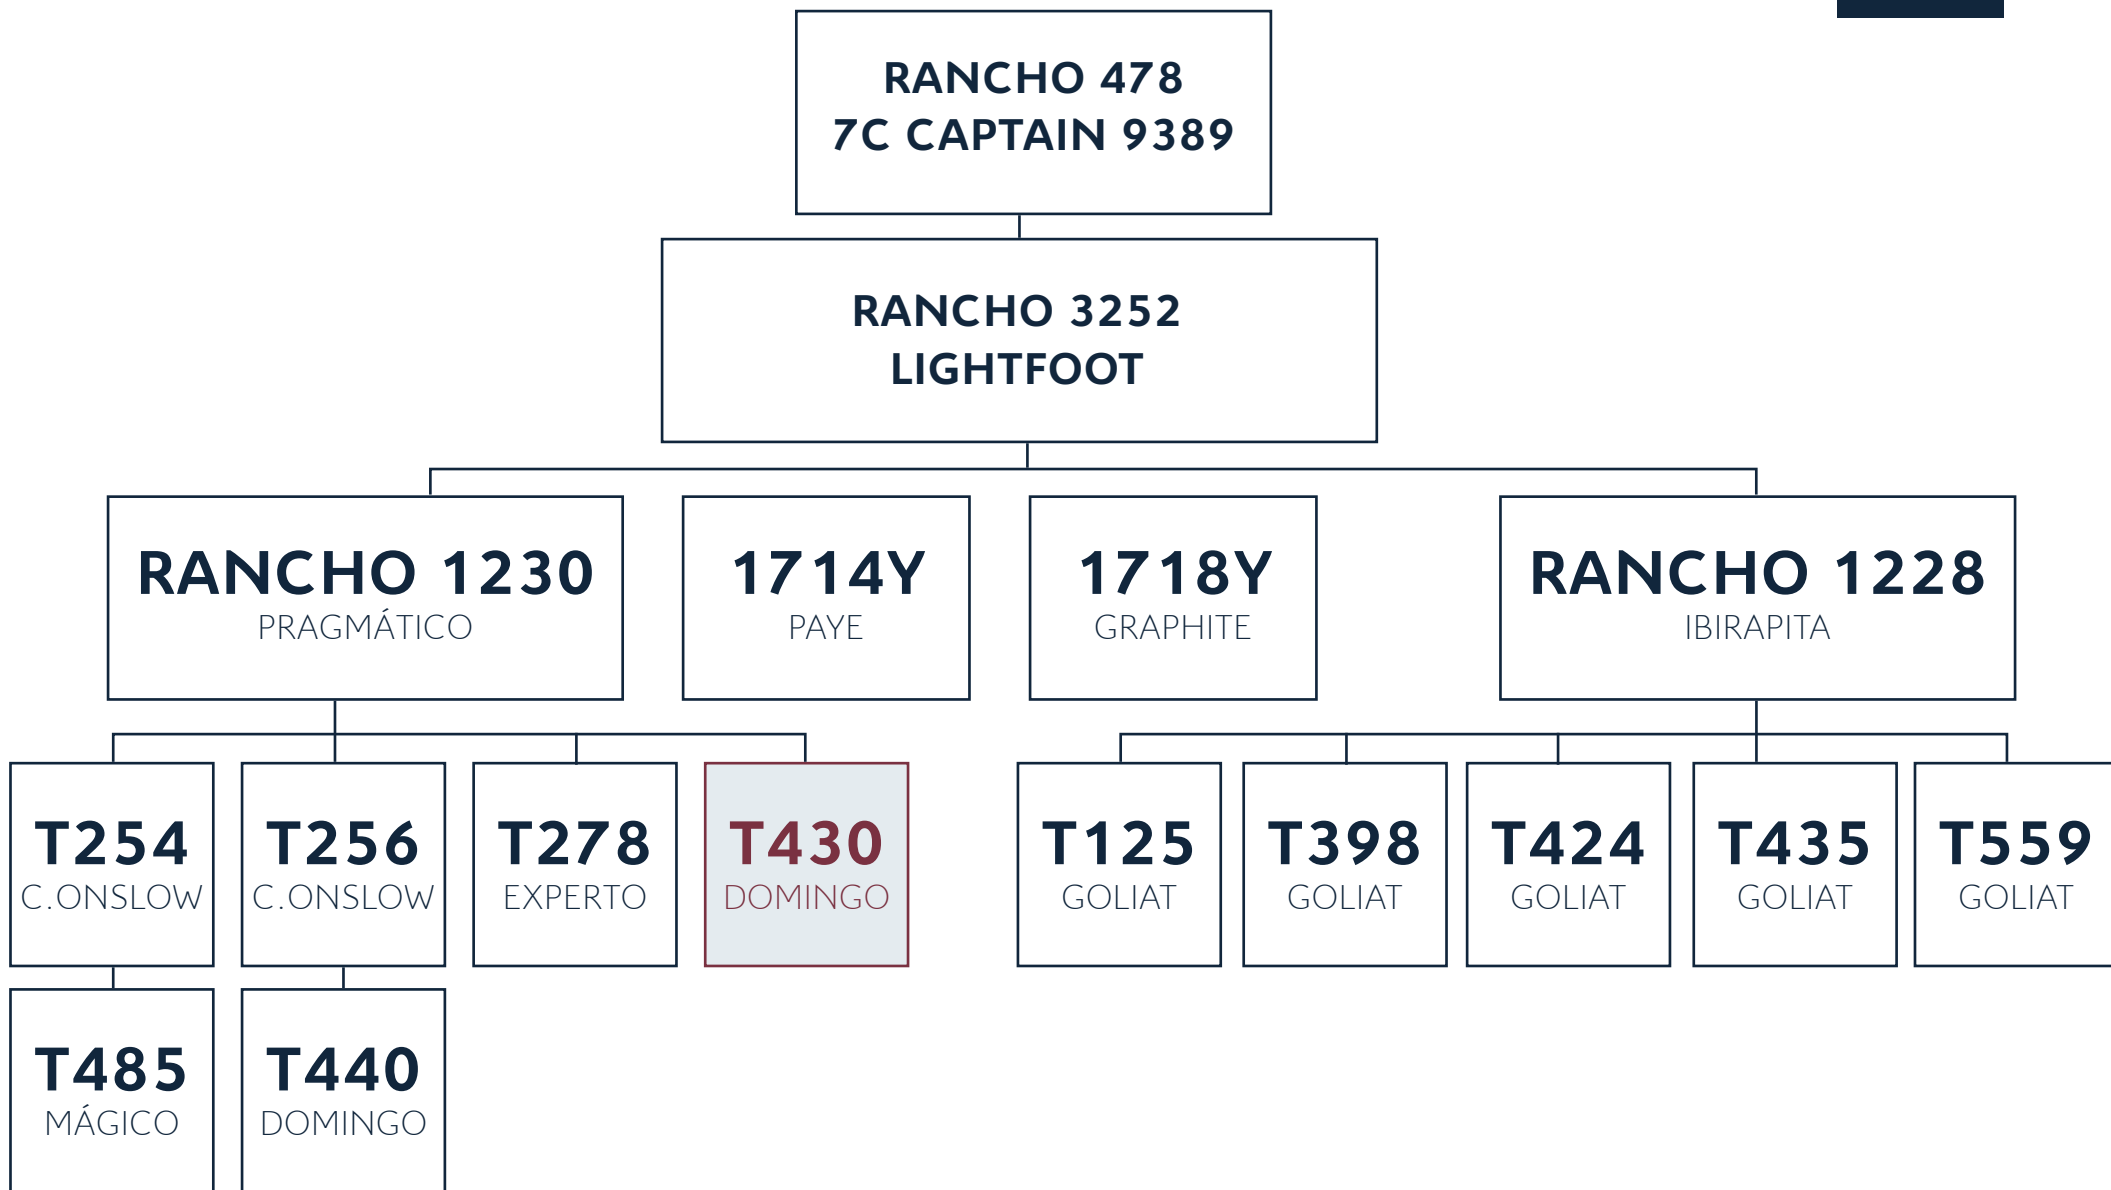 RANCHO 478
7C CAPTAIN 9389
RANCHO 3252
LIGHTFOOT
RANCHO 1230
PRAGMÁTICO
1714Y
PAYE
1718Y
GRAPHITE
RANCHO 1228
IBIRAPITA
T254
C.ONSLOW
T256
C.ONSLOW
T278
EXPERTO
T430
DOMINGO
T125
GOLIAT
T398
GOLIAT
T424
GOLIAT
T435
GOLIAT
T559
GOLIAT
T485
MÁGICO
T440
DOMINGO